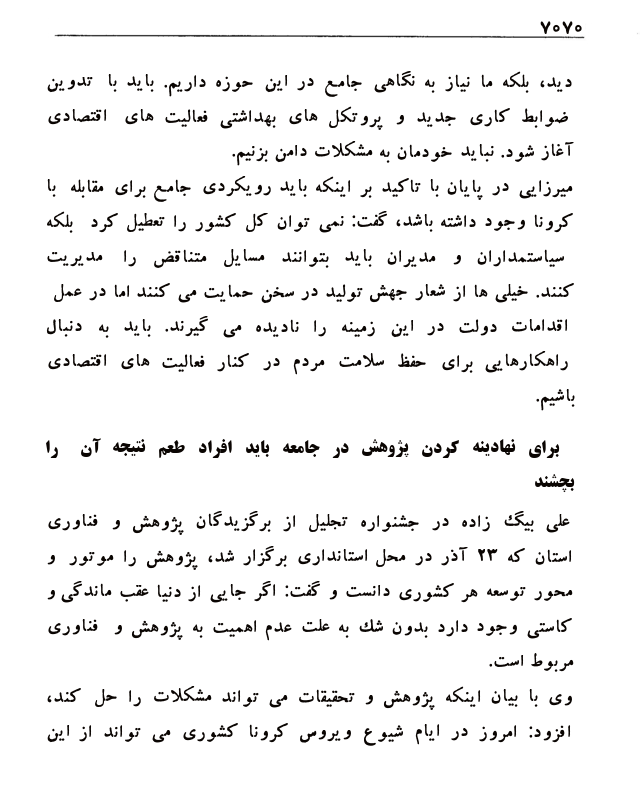 ۷۰۷۰
دید، بلکه ما نیاز به نگاهی جامع در این حوزه داریم. باید با تدوین
ضوابط کاری جدید و پروتکل های بهداشتی فعالیت های اقتصادی
آغاز شود. نباید خودمان به مشکلات دامن بزنیم.
میرزایی در پایان با تاکید بر اینکه باید رویکردی جامع برای مقابله با
کرونا وجود داشته باشد، گفت: نمی توان کل کشور را تعطیل کرد بلکه
سیاستمداران و مدیران باید بتوانند مسایل متناقض را مدیریت
کنند. خیلی ها از شعار جهش تولید در سخن حمایت می کنند اما در عمل
اقدامات دولت در این زمینه را نادیده می گیرند. باید به دنبال
راهکارهایی برای حفظ سلامت مردم در کنار فعالیت های اقتصادی
باشیم.
برای نهادینه کردن پژوهش در جامعه باید افراد طعم نتیجه آن را
بچشند
علی بیگ زاده در جشنواره تجلیل از برگزیدگان پژوهش و فناوری
استان که ۲۳ آذر در محل استانداری برگزار شد، پژوهش را موتور و
محور توسعه هر کشوری دانست و گفت: اگر جایی از دنیا عقب ماندگی و
کاستی وجود دارد بدون شك به علت عدم اهمیت به پژوهش و فناوری
مربوط است.
وی با بیان اینکه پژوهش و تحقیقات می تواند مشکلات را حل کند،
افزود: امروز در ایام شیوع ویروس کرونا کشوری می تواند از این